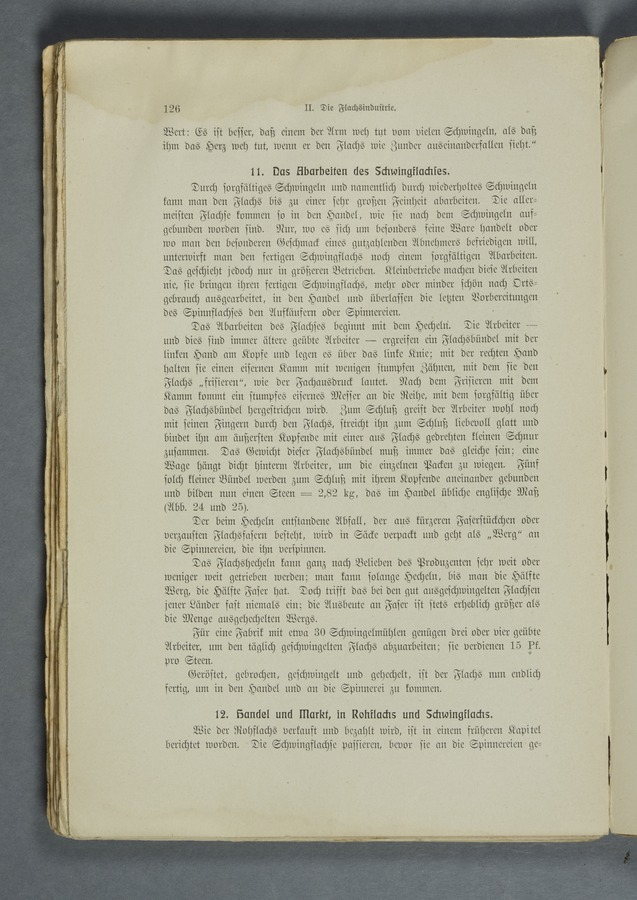 126
II. Die Flachsindustrie.
Wert: Es ist besser, daß einem der Arm weh tut vom vielen Schwingeln, als daß
ihm das Herz weh tut, wenn er den Flachs wie Zunder auseinanderfallen sieht."
11. Das Abarbeiten des Schwingflachses.
Durch sorgfältiges Schwingeln und namentlich durch wiederholtes Schwingeln
kann man den Flachs bis zu einer sehr großen Feinheit abarbeiten. Die aller-
meisten Flachse kommen so in den Handel, wie sie nach dem Schwingeln auf-
gebunden worden sind. Nur, wo es sich um besonders feine Ware handelt oder
wo man den besonderen Geschmack eines gutzahlenden Abnehmers befriedigen will,
unterwirft man den fertigen Schwingflachs noch einem sorgfältigen Abarbeiten.
Das geschieht jedoch nur in größeren Betrieben. Kleinbetriebe machen diese Arbeiten
nie, sie bringen ihren fertigen Schwingflachs, mehr oder minder schön nach Orts-
gebrauch ausgearbeitet, in den Handel und überlassen die letzten Vorbereitungen
des Spinnflachses den Aufkäufern oder Spinnereien.
Das Abarbeiten des Flachses beginnt mit dem Hecheln. Die Arbeiter —
und dies sind immer ältere geübte Arbeiter — ergreifen ein Flachsbündel mit der
linken Hand am Kopfe und legen es über das linke Knie; mit der rechten Hand
halten sie einen eisernen Kamm mit wenigen stumpfen Zähnen, mit dem sie den
Flachs „frisieren", wie der Fachausdruck lautet. Nach dem Frisieren mit dem
Kamm kommt ein stumpfes eisernes Messer an die Reihe, mit dem sorgfältig über
das Flachsbündel hergestrichen wird. Zum Schluß greift der Arbeiter wohl noch
mit seinen Fingern durch den Flachs, streicht ihn zum Schluß liebevoll glatt und
bindet ihn am äußersten Kopfende mit einer aus Flachs gedrehten kleinen Schnur
zusammen. Das Gewicht dieser Flachsbündel muß immer das gleiche sein; eine
Wage hängt dicht hinterm Arbeiter, um die einzelnen Packen zu wiegen. Fünf
solch kleiner Bündel werden zum Schluß mit ihrem Kopfende aneinander gebunden
und bilden nun einen Steen = 2,82 kg, das im Handel übliche englische Maß
(Abb. 24 und 25).
Der beim Hecheln entstandene Abfall, der aus kürzeren Faserstückchen oder
verzausten Flachsfasern besteht, wird in Säcke verpackt und geht als „Werg" an
die Spinnereien, die ihn verspinnen.
Das Flachshecheln kann ganz nach Belieben des Produzenten sehr weit oder
weniger weit getrieben werden; man kann solange Hecheln, bis man die Hälfte
Werg, die Hälfte Faser hat. Doch trifft das bei den gut ausgeschwingelten Flachsen
jener Länder fast niemals ein; die Ausbeute an Faser ist stets erheblich größer als
die Menge ausgehechelten Wergs.
Für eine Fabrik mit etwa 30 Schwingelmühlen genügen drei oder vier geübte
Arbeiter, um den täglich geschwingelten Flachs abzuarbeiten; sie verdienen 15 Pf.
pro Steen.
Geröstet, gebrochen, geschwingelt und gehechelt, ist der Flachs nun endlich
fertig, um in den Handel und an die Spinnerei zu kommen.
12. Handel und Markt, in Rohflachs und Schwingflachs.
Wie der Rohflachs verkauft und bezahlt wird, ist in einem früheren Kapitel
berichtet worden. Die Schwingflachse passieren, bevor sie an die Spinnereien ge-